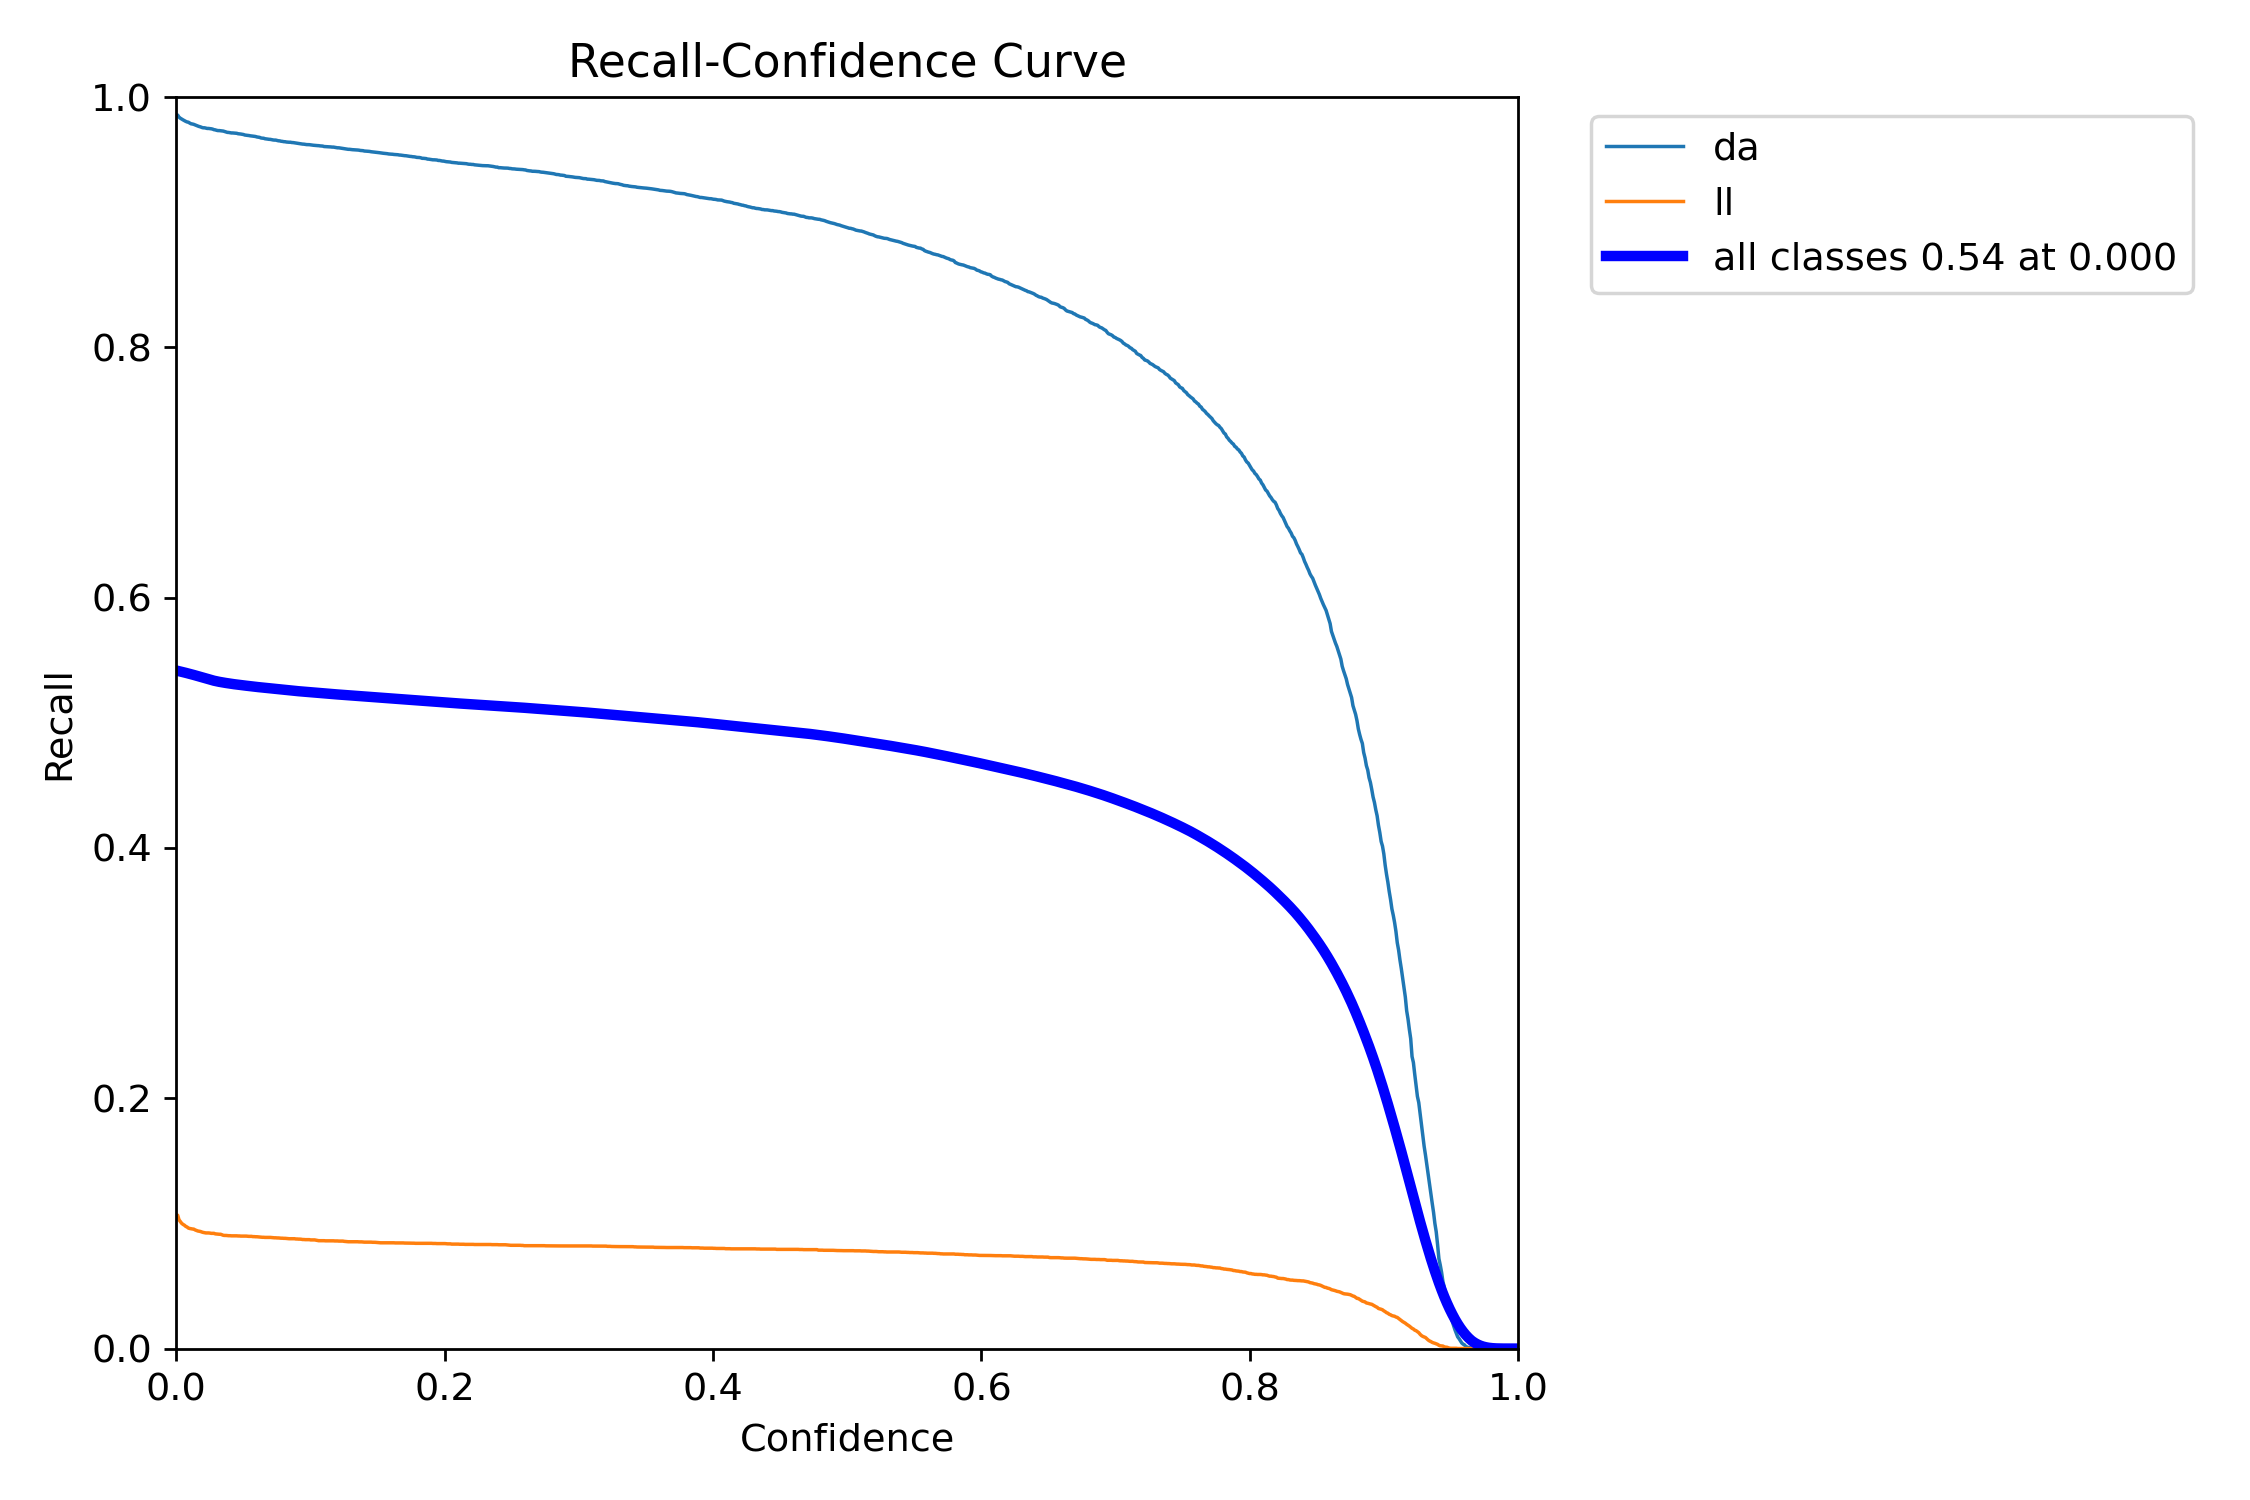 Recall-Confidence Curve
da
ll
all classes 0.54 at 0.000
1.0
0.8
0.6
0.4
0.2
0.0
Recall
0.0 0.2 0.4 0.6 0.8 1.0
Confidence